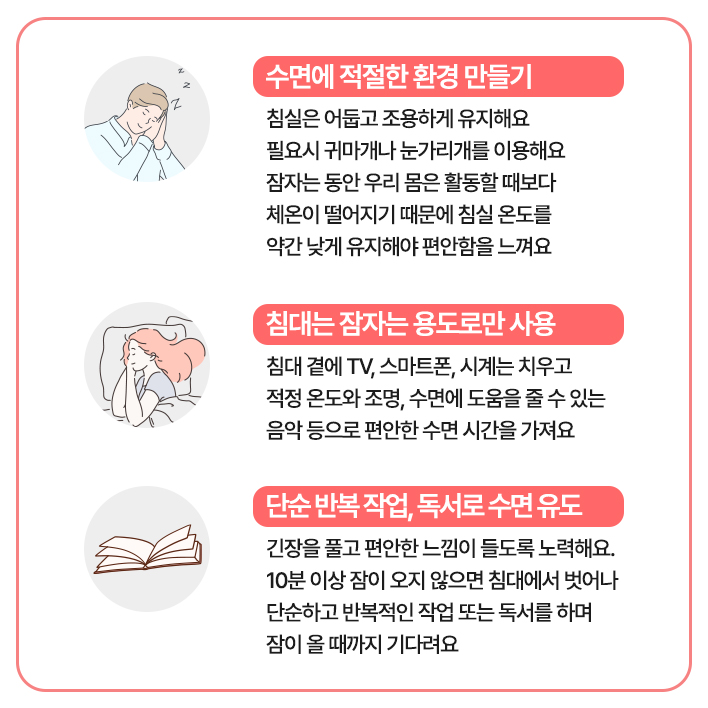 z z z
수면에 적절한 환경 만들기
침실은 어둡고 조용하게 유지해요
필요시 귀마개나 눈가리개를 이용해요
잠자는 동안 우리 몸은 활동할 때보다
체온이 떨어지기 때문에 침실 온도를
약간 낮게 유지해야 편안함을 느껴요
침대는 잠자는 용도로만 사용
침대 곁에 TV, 스마트폰, 시계는 치우고
적정 온도와 조명, 수면에 도움을 줄 수 있는
음악 등으로 편안한 수면 시간을 가져요
단순 반복 작업, 독서로 수면 유도
긴장을 풀고 편안한 느낌이 들도록 노력해요.
10분 이상 잠이 오지 않으면 침대에서 벗어나
단순하고 반복적인 작업 또는 독서를 하며
잠이 올 때까지 기다려요